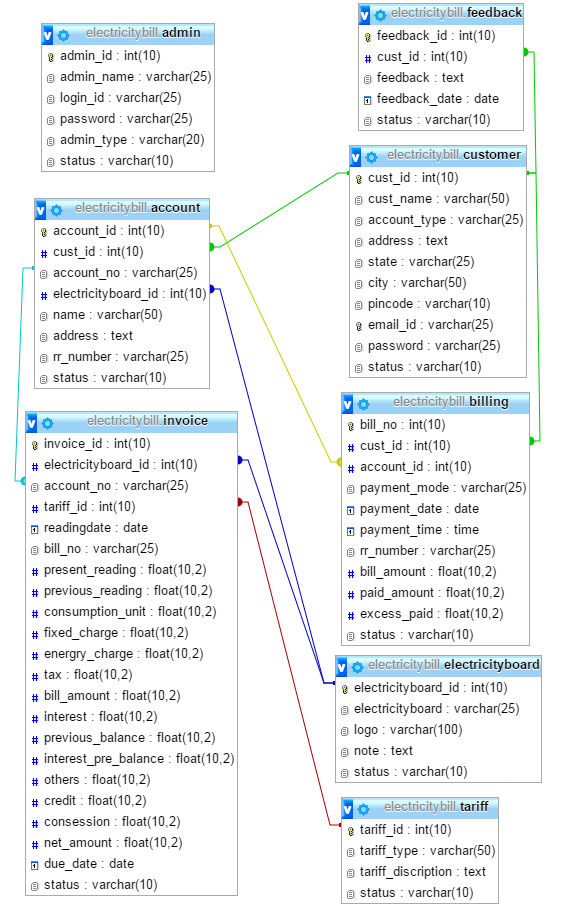 electricitybill.admin
admin_id : int(10)
admin_name : varchar(25)
login_id : varchar(25)
password : varchar(25)
admin_type : varchar(20)
status : varchar(10)
electricitybill.feedback
feedback_id : int(10)
cust_id : int(10)
feedback : text
feedback_date : date
status : varchar(10)
electricitybill.customer
cust_id : int(10)
cust_name : varchar(50)
account_type : varchar(25)
address : text
state : varchar(25)
city : varchar(50)
pincode : varchar(10)
email_id : varchar(25)
password : varchar(25)
status : varchar(10)
electricitybill.account
account_id : int(10)
cust_id : int(10)
account_no : varchar(25)
electricityboard_id : int(10)
name : varchar(50)
address : text
rr_number : varchar(25)
status : varchar(10)
electricitybill.billing
bill_no : int(10)
cust_id : int(10)
account_id : int(10)
payment_mode : varchar(25)
payment_date : date
payment_time : time
rr_number : varchar(25)
bill_amount : float(10,2)
paid_amount : float(10,2)
excess_paid : float(10,2)
status : varchar(10)
electricitybill.invoice
invoice_id : int(10)
electricityboard_id : int(10)
account_no : varchar(25)
tariff_id : int(10)
readingdate : date
bill_no : varchar(25)
present_reading : float(10,2)
previous_reading : float(10,2)
consumption_unit : float(10,2)
fixed_charge : float(10,2)
energry_charge : float(10,2)
tax : float(10,2)
bill_amount : float(10,2)
interest : float(10,2)
previous_balance : float(10,2)
interest_pre_balance : float(10,2)
others : float(10,2)
credit : float(10,2)
consession : float(10,2)
net_amount : float(10,2)
due_date : date
status : varchar(10)
electricitybill.electricityboard
electricityboard_id : int(10)
electricityboard : varchar(25)
logo : varchar(100)
note : text
status : varchar(10)
electricitybill.tariff
tariff_id : int(10)
tariff_type : varchar(50)
tariff_discription : text
status : varchar(10)